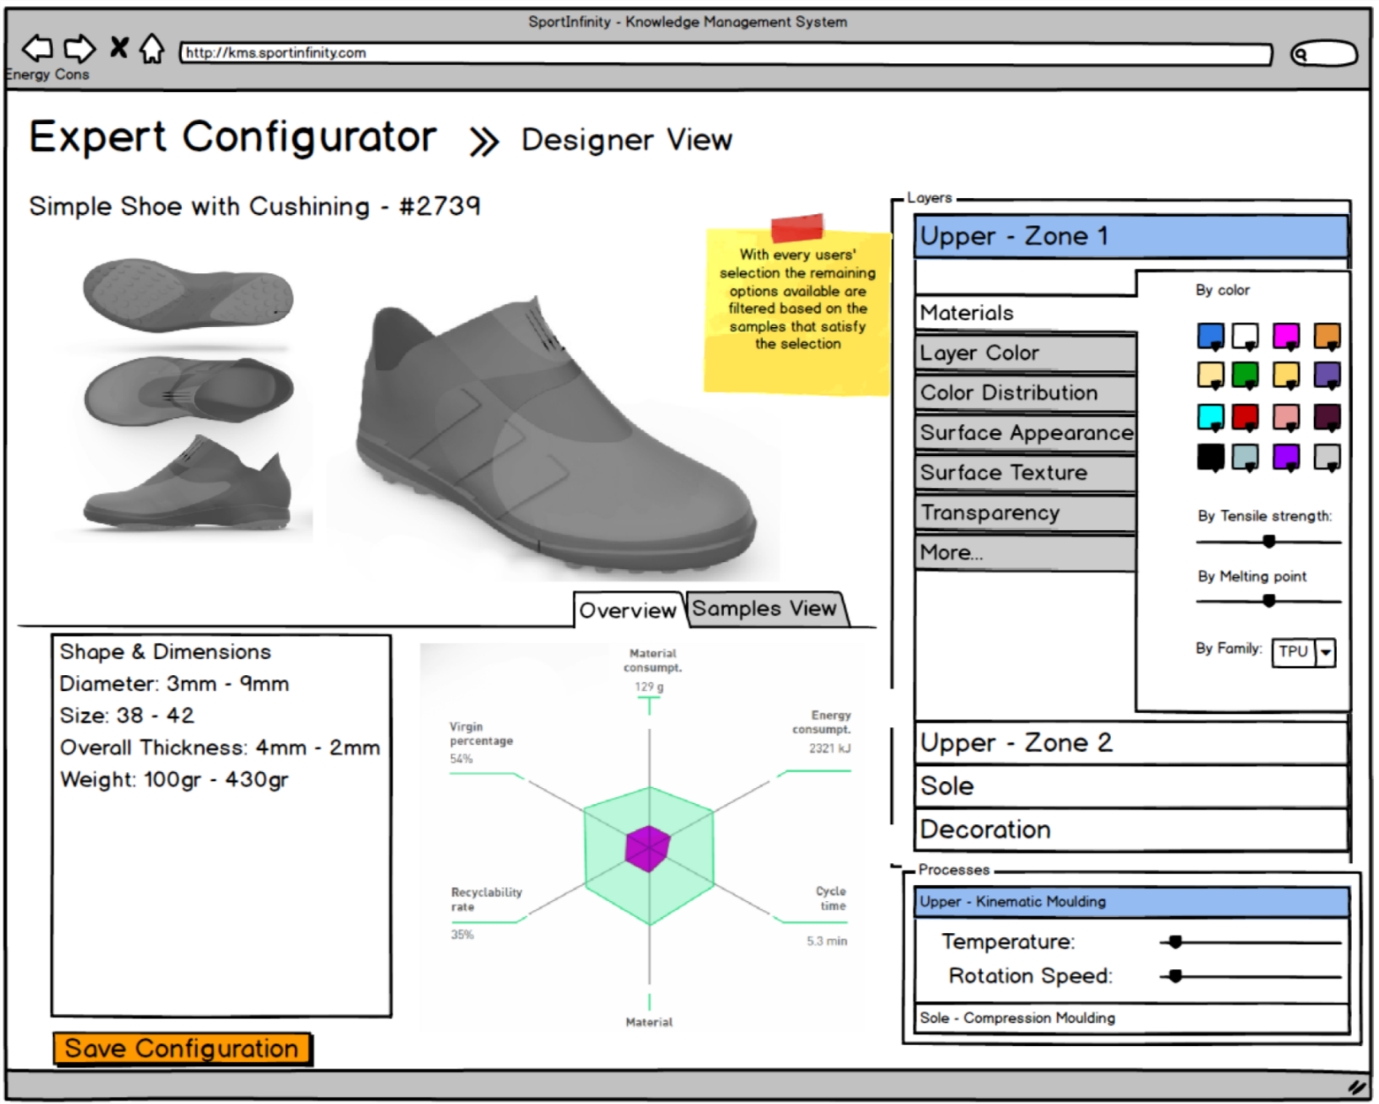 SportInfinity - Knowledge Management System
http://kms.sportinfinity.com
Energy Cons
Expert Configurator
Designer View
Simple Shoe with Cushining - #2739
With every users'
selection the remaining
options available are
filtered based on the
samples that satisfy
the selection
Layers
Upper - Zone 1
Materials
Layer Color
Color Distribution
Surface Appearance
Surface Texture
Transparency
More...
By color
By Tensile strength:
By Melting point
By Family: TPU
Upper - Zone 2
Sole
Decoration
Overview
Samples View
Shape & Dimensions
Diameter: 3mm - 9mm
Size: 38 - 42
Overall Thickness: 4mm - 2mm
Weight: 100gr - 430gr
Material
consumpt.
129 g
Virgin
percentage
54%
Energy
consumpt.
2321 kJ
Recyclability
rate
35%
Cycle
time
5.3 min
Material
Processes
Upper - Kinematic Moulding
Temperature:
Rotation Speed:
Sole - Compression Moulding
Save Configuration